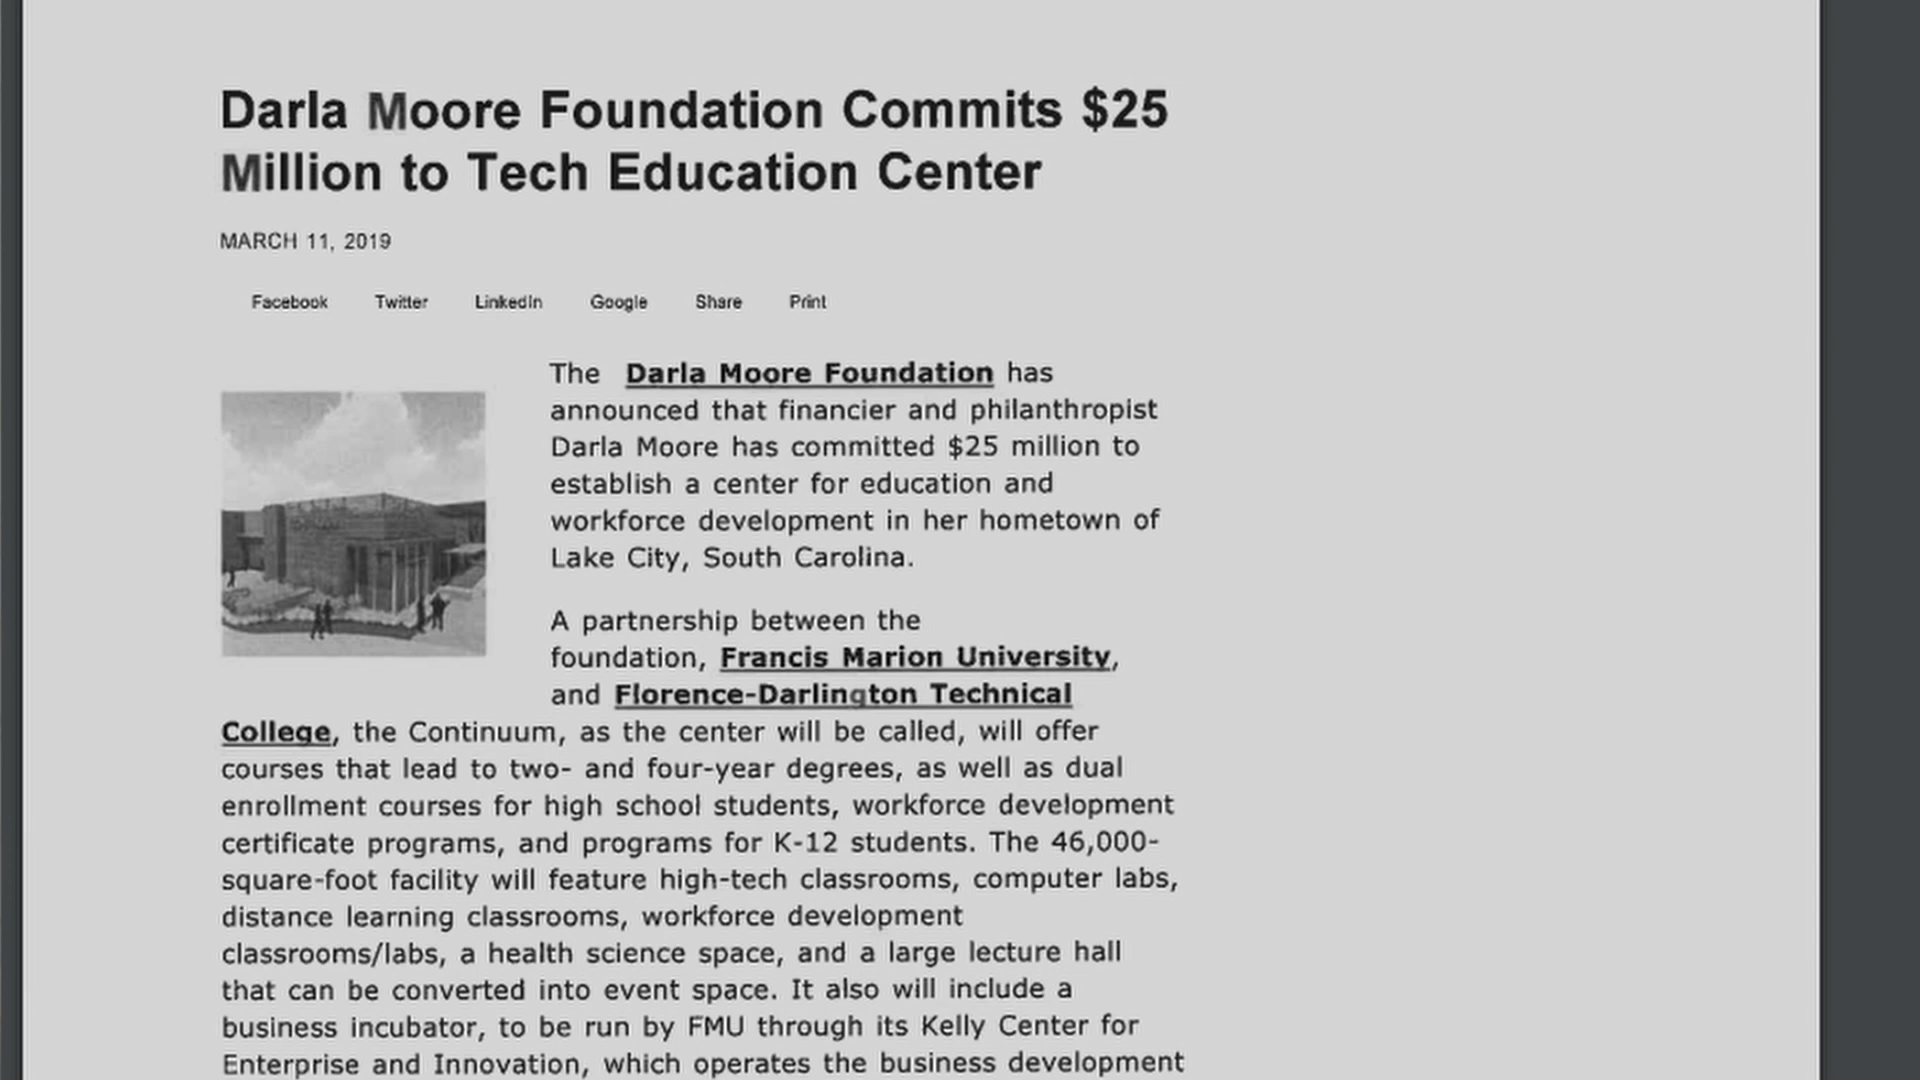 Darla Moore Foundation Commits $25
Million to Tech Education Center
MARCH 11, 2019
Facebook Twitter LinkedIn Google Share Print
The Darla Moore Foundation has
announced that financier and philanthropist
Darla Moore has committed $25 million to
establish a center for education and
workforce development in her hometown of
Lake City, South Carolina.
A partnership between the
foundation, Francis Marion University,
and Florence-Darlington Technical
College, the Continuum, as the center will be called, will offer
courses that lead to two- and four-year degrees, as well as dual
enrollment courses for high school students, workforce development
certificate programs, and programs for K-12 students. The 46,000-
square-foot facility will feature high-tech classrooms, computer labs,
distance learning classrooms, workforce development
classrooms/labs, a health science space, and a large lecture hall
that can be converted into event space. It also will include a
business incubator, to be run by FMU through its Kelly Center for
Enterprise and Innovation, which operates the business development